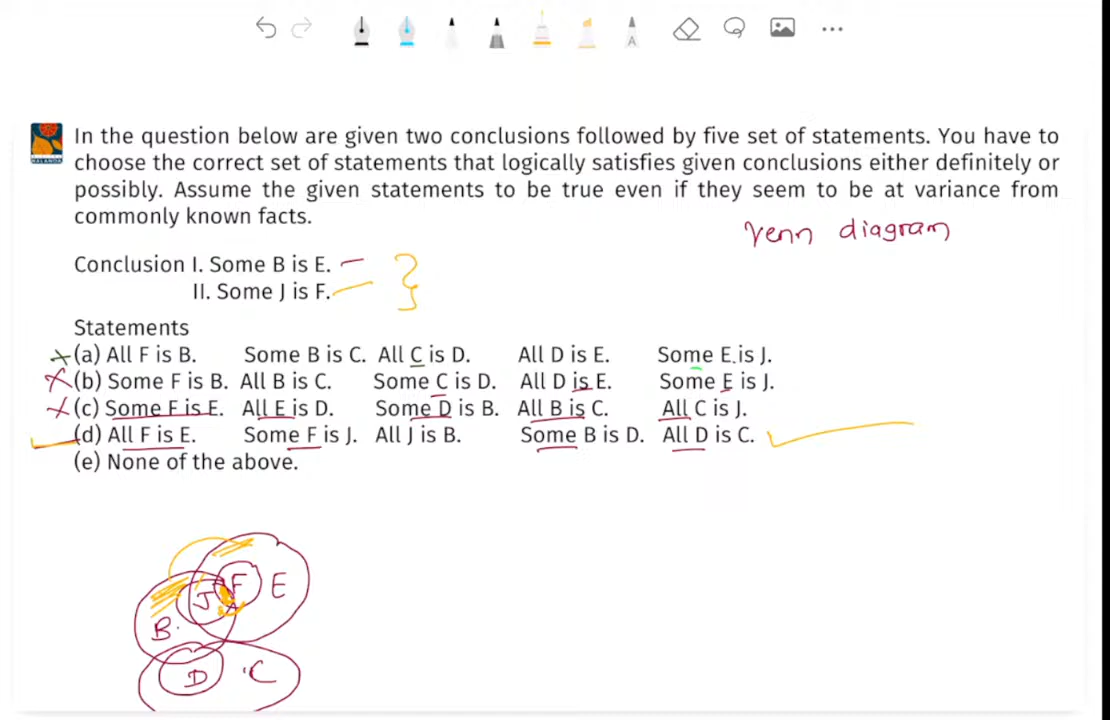 In the question below are given two conclusions followed by five set of statements. You have to
choose the correct set of statements that logically satisfies given conclusions either definitely or
possibly. Assume the given statements to be true even if they seem to be at variance from
commonly known facts.
Venn diagram
Conclusion I. Some B is E.
II. Some J is F.
Statements
(a) All F is B. Some B is C. All C is D. All D is E. Some E is J.
(b) Some F is B. All B is C. Some C is D. All D is E. Some E is J.
(c) Some F is E. All E is D. Some D is B. All B is C. All C is J.
(d) All F is E. Some F is J. All J is B. Some B is D. All D is C.
(e) None of the above.
J F E
B
D C